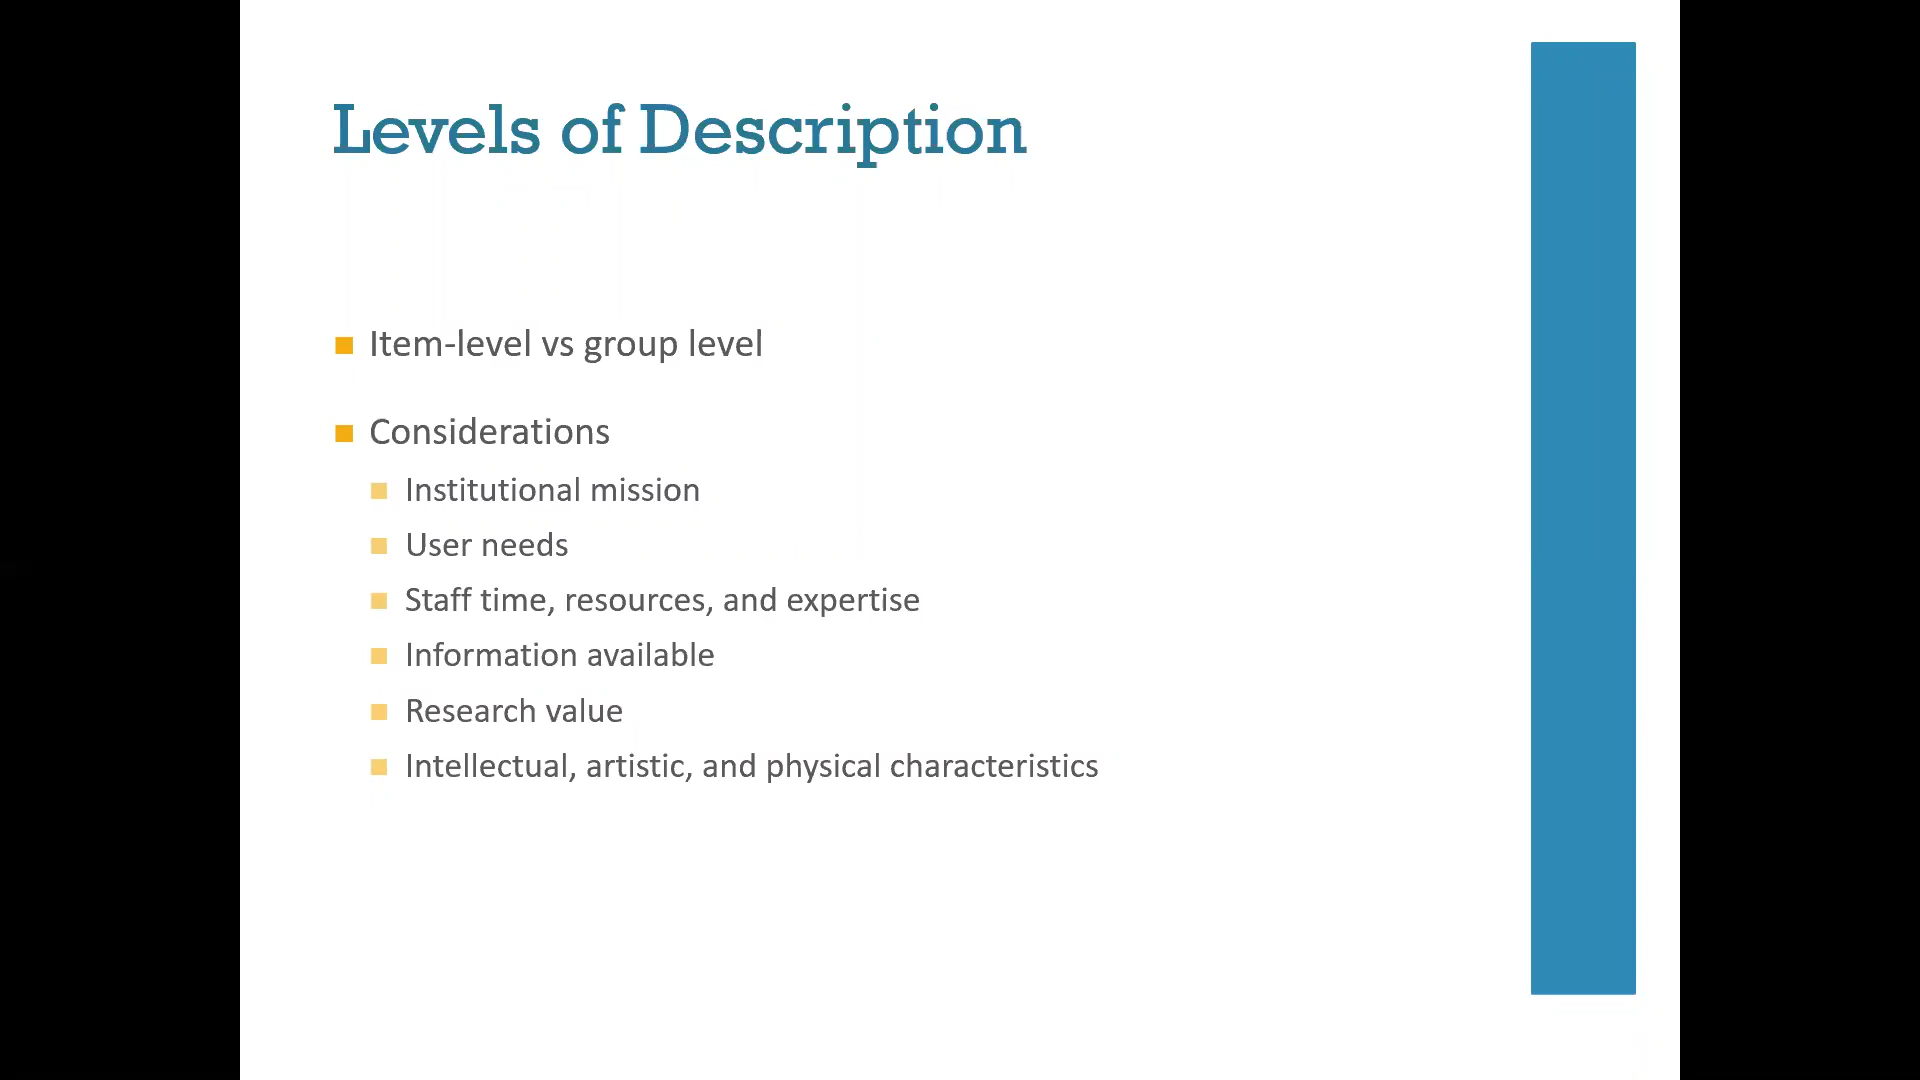 Levels of Description
Item-level vs group level
Considerations
Institutional mission
User needs
Staff time, resources, and expertise
Information available
Research value
Intellectual, artistic, and physical characteristics